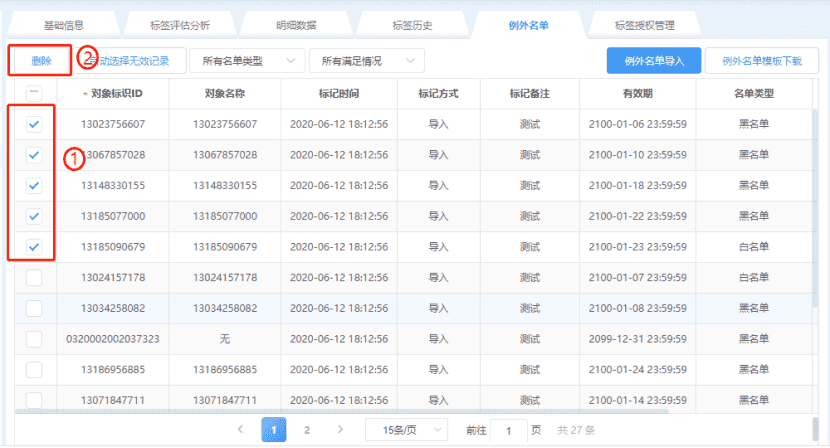 基础信息 标签评估分析 明细数据 标签历史 例外名单 标签授权管理
删除 ② 自动选择无效记录 所有名单类型 所有满足情况 例外名单导入 例外名单模板下载
对象标识ID 对象名称 标记时间 标记方式 标记备注 有效期 名单类型
13023756607 13023756607 2020-06-12 18:12:56 导入 测试 2100-01-06 23:59:59 黑名单
13067857028 13067857028 2020-06-12 18:12:56 导入 测试 2100-01-10 23:59:59 黑名单
①
13148330155 13148330155 2020-06-12 18:12:56 导入 测试 2100-01-18 23:59:59 黑名单
13185077000 13185077000 2020-06-12 18:12:56 导入 测试 2100-01-22 23:59:59 黑名单
13185090679 13185090679 2020-06-12 18:12:56 导入 测试 2100-01-23 23:59:59 白名单
13024157178 13024157178 2020-06-12 18:12:56 导入 测试 2100-01-07 23:59:59 白名单
13034258082 13034258082 2020-06-12 18:12:56 导入 测试 2100-01-08 23:59:59 黑名单
0320002002037323 无 2020-06-12 18:12:56 导入 测试 2099-12-31 23:59:59 黑名单
13186956885 13186956885 2020-06-12 18:12:56 导入 测试 2100-01-24 23:59:59 黑名单
13071847711 13071847711 2020-06-12 18:12:56 导入 测试 2100-01-14 23:59:59 黑名单
1 2 15条/页 前往 1 页 共 27 条